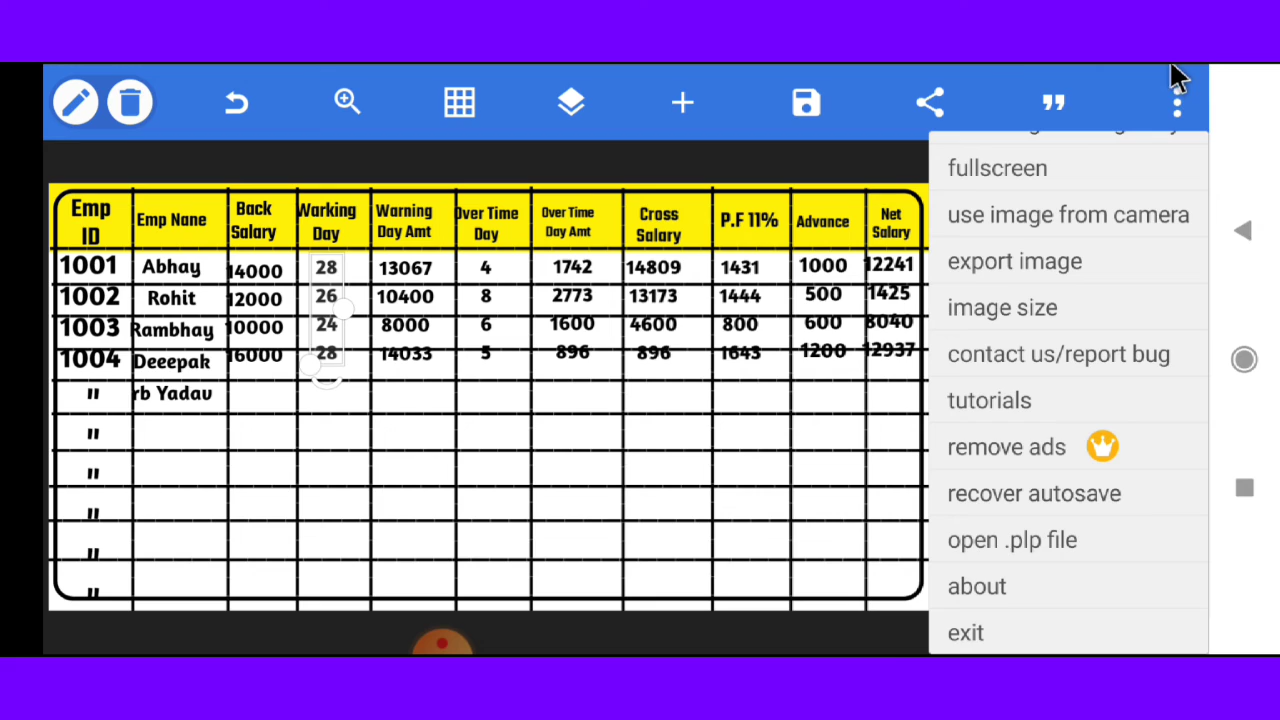 fullscreen
use image from camera
export image
image size
contact us/report bug
tutorials
remove ads
recover autosave
open .plp file
about
exit
Emp ID Emp Nane Back Salary Warking Day Warning Day Amt Over Time Day Over Time Day Amt Cross Salary P.F 11% Advance Net Salary
1001 Abhay 14000 28 13067 4 1742 14809 1431 1000 12241
1002 Rohit 12000 26 10400 8 2773 13173 1444 500 1425
1003 Rambhay 10000 24 8000 6 1600 4600 800 600 8040
1004 Deeepak 16000 28 14033 5 896 896 1643 1200 12937
" rb Yadav
"
"
"
"
"